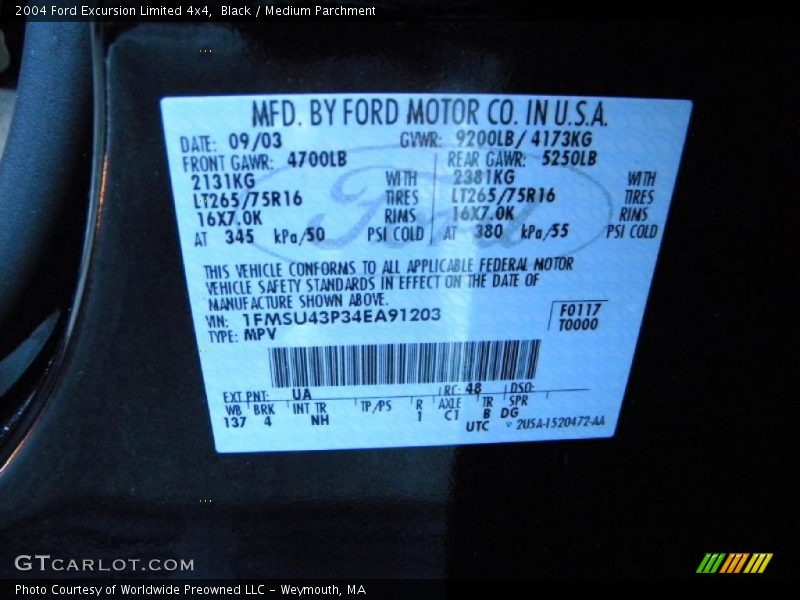 2004 Ford Excursion Limited 4x4, Black / Medium Parchment
MFD. BY FORD MOTOR CO. IN U.S.A.
DATE: 09/03 GVWR: 9200LB/ 4173KG
FRONT GAWR: 4700LB REAR GAWR: 5250LB
2131KG WITH 2381KG WITH
LT265/75R16 TIRES LT265/75R16 TIRES
16X7.0K RIMS 16X7.0K RIMS
AT 345 kPa/50 PSI COLD AT 380 kPa/55 PSI COLD
Ford
THIS VEHICLE CONFORMS TO ALL APPLICABLE FEDERAL MOTOR
VEHICLE SAFETY STANDARDS IN EFFECT ON THE DATE OF
MANUFACTURE SHOWN ABOVE.
VIN: 1FMSU43P34EA91203 F0117
TYPE: MPV T0000
EXT PNT: UA RC: 48 DSO:
WB BRK INT TR TP/PS R AXLE TR SPR
137 4 NH 1 C1 B DG
UTC 2U5A-1520472-AA
GTCARLOT.COM
Photo Courtesy of Worldwide Preowned LLC - Weymouth, MA